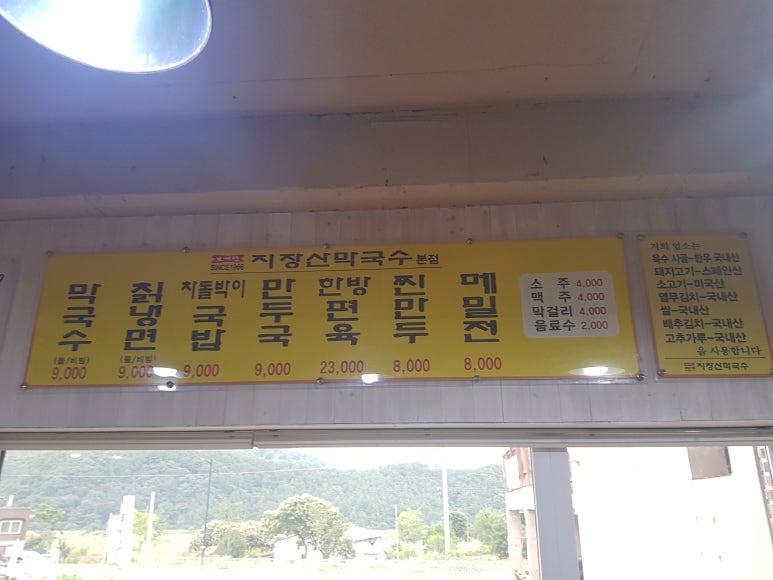 SINCE 1966 지장산막국수 본점
막국수 (물/비빔) 9,000
칡냉면 (물/비빔) 9,000
차돌박이국밥 9,000
만두국 9,000
한방편육 23,000
찐만두 8,000
메밀전 8,000
소주 4,000
맥주 4,000
막걸리 4,000
음료수 2,000
저희 업소는
육수 사골-한우 국내산
돼지고기-스페인산
소고기-미국산
열무김치-국내산
쌀-국내산
배추김치-국내산
고추가루-국내산
을 사용합니다
지장산막국수